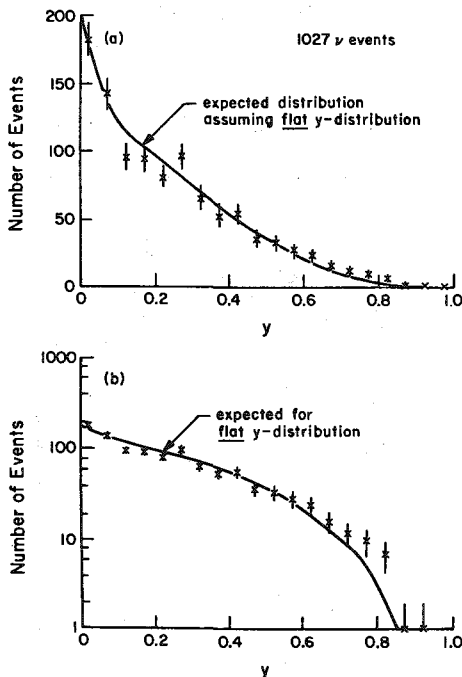 200
(a)
1027 ν events
150
expected distribution
assuming flat y-distribution
100
50
0
0
0.2
0.4
0.6
0.8
1.0
y
Number of Events
1000
(b)
expected for
flat y-distribution
100
10
1
0
0.2
0.4
0.6
0.8
1.0
y
Number of Events